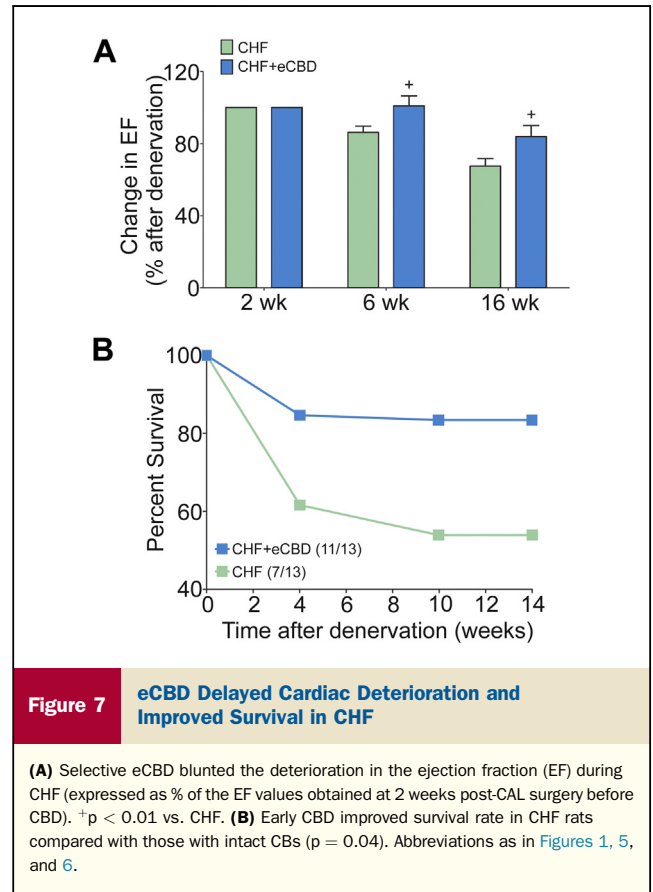 A
CHF
CHF+eCBD
Change in EF
(% after denervation)
120
80
40
0
+
+
2 wk
6 wk
16 wk
B
Percent Survival
100
80
60
40
CHF+eCBD (11/13)
CHF (7/13)
0 2 4 6 8 10 12 14
Time after denervation (weeks)
Figure 7
eCBD Delayed Cardiac Deterioration and
Improved Survival in CHF
(A) Selective eCBD blunted the deterioration in the ejection fraction (EF) during
CHF (expressed as % of the EF values obtained at 2 weeks post-CAL surgery before
CBD). +p < 0.01 vs. CHF. (B) Early CBD improved survival rate in CHF rats
compared with those with intact CBs (p = 0.04). Abbreviations as in Figures 1, 5,
and 6.